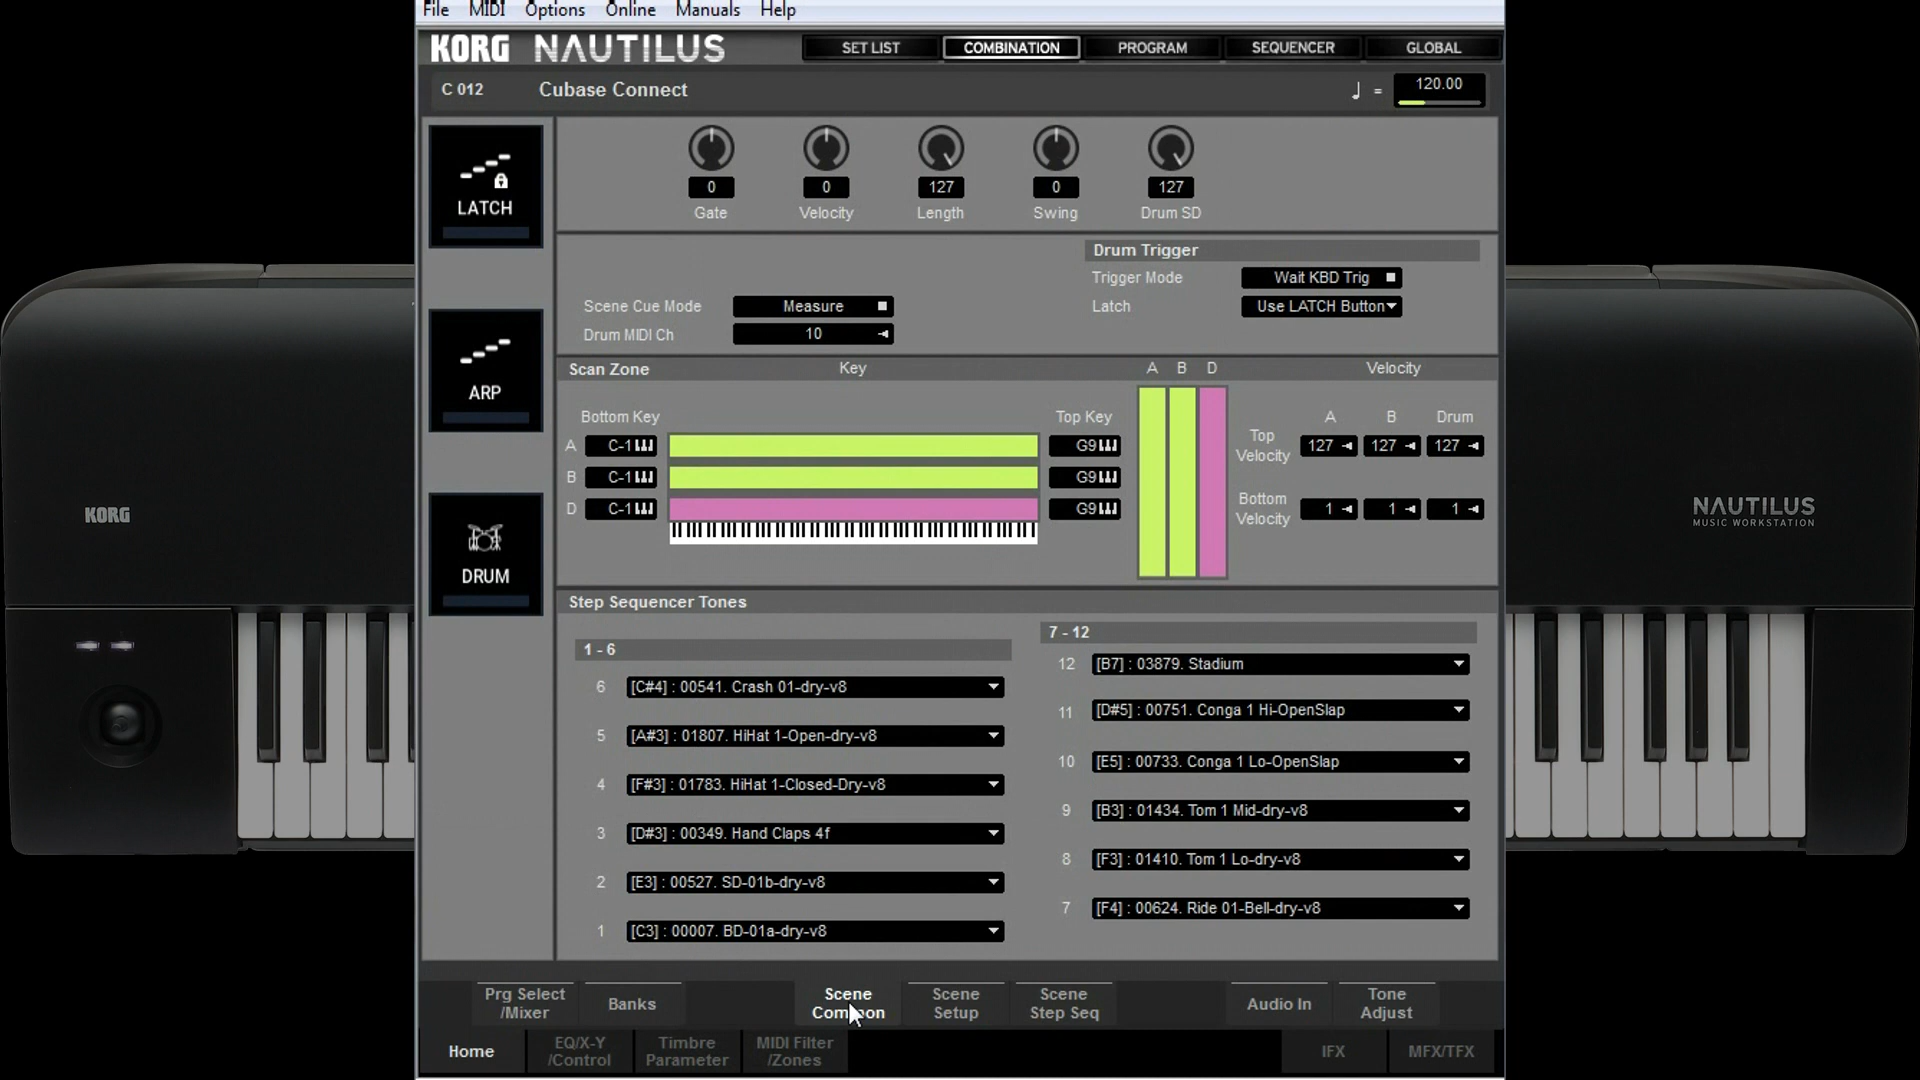 File MIDI Options Online Manuals Help
KORG NAUTILUS SET LIST COMBINATION PROGRAM SEQUENCER GLOBAL
C 012 Cubase Connect ♩ = 120.00
LATCH
ARP
DRUM
0 0 127 0 127
Gate Velocity Length Swing Drum SD
Drum Trigger
Trigger Mode Wait KBD Trig
Scene Cue Mode Measure Latch Use LATCH Button
Drum MIDI Ch 10
Scan Zone Key A B D Velocity
Bottom Key Top Key A B Drum
A C-1 G9 Top Velocity 127 127 127
B C-1 G9
D C-1 G9 Bottom Velocity 1 1 1
Step Sequencer Tones
1 - 6
6 [C#4] : 00541. Crash 01-dry-v8
5 [A#3] : 01807. HiHat 1-Open-dry-v8
4 [F#3] : 01783. HiHat 1-Closed-Dry-v8
3 [D#3] : 00349. Hand Claps 4f
2 [E3] : 00527. SD-01b-dry-v8
1 [C3] : 00007. BD-01a-dry-v8
7 - 12
12 [B7] : 03879. Stadium
11 [D#5] : 00751. Conga 1 Hi-OpenSlap
10 [E5] : 00733. Conga 1 Lo-OpenSlap
9 [B3] : 01434. Tom 1 Mid-dry-v8
8 [F3] : 01410. Tom 1 Lo-dry-v8
7 [F4] : 00624. Ride 01-Bell-dry-v8
Prg Select /Mixer Banks Scene Common Scene Setup Scene Step Seq Audio In Tone Adjust
Home EQ/X-Y /Control Timbre Parameter MIDI Filter /Zones IFX MFX/TFX
KORG
NAUTILUS
MUSIC WORKSTATION